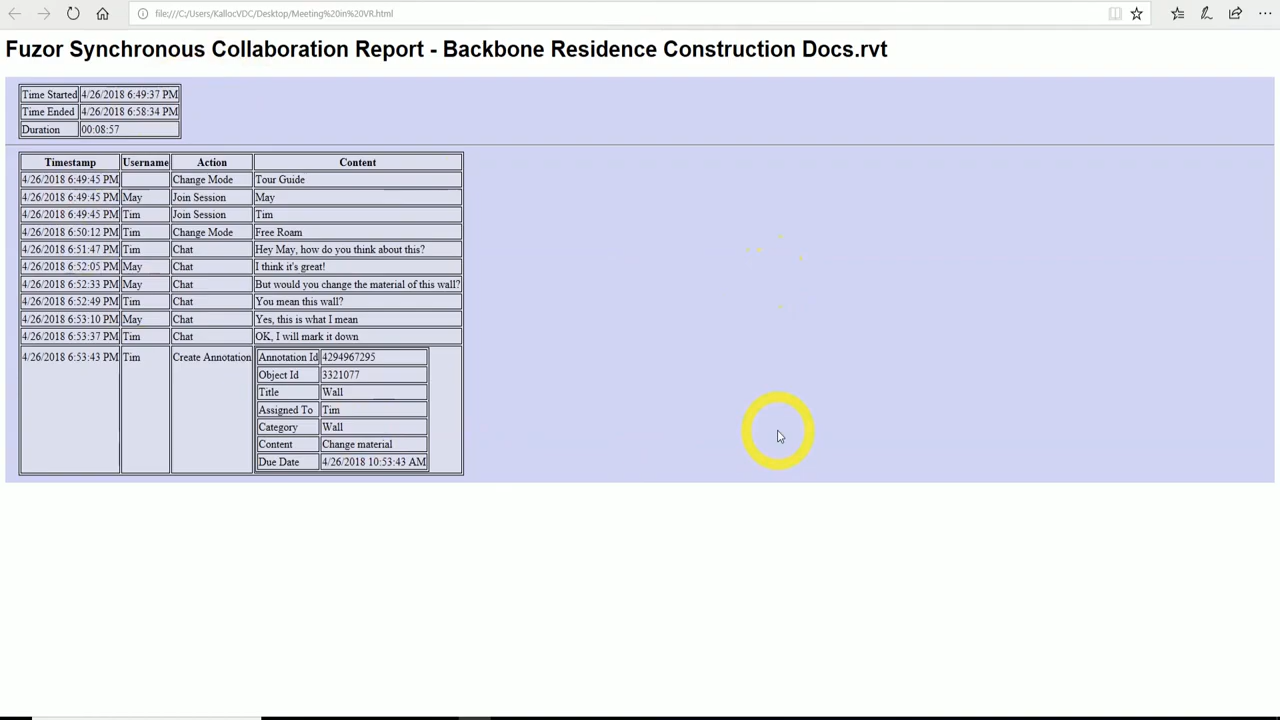 file:///C:/Users/KallocVDC/Desktop/Meeting%20in%20VR.html
Fuzor Synchronous Collaboration Report - Backbone Residence Construction Docs.rvt
Time Started 4/26/2018 6:49:37 PM
Time Ended 4/26/2018 6:58:34 PM
Duration 00:08:57
Timestamp Username Action Content
4/26/2018 6:49:45 PM Change Mode Tour Guide
4/26/2018 6:49:45 PM May Join Session May
4/26/2018 6:49:45 PM Tim Join Session Tim
4/26/2018 6:50:12 PM Tim Change Mode Free Roam
4/26/2018 6:51:47 PM Tim Chat Hey May, how do you think about this?
4/26/2018 6:52:05 PM May Chat I think it's great!
4/26/2018 6:52:33 PM May Chat But would you change the material of this wall?
4/26/2018 6:52:49 PM Tim Chat You mean this wall?
4/26/2018 6:53:10 PM May Chat Yes, this is what I mean
4/26/2018 6:53:37 PM Tim Chat OK, I will mark it down
4/26/2018 6:53:43 PM Tim Create Annotation Annotation Id 4294967295
Object Id 3321077
Title Wall
Assigned To Tim
Category Wall
Content Change material
Due Date 4/26/2018 10:53:43 AM